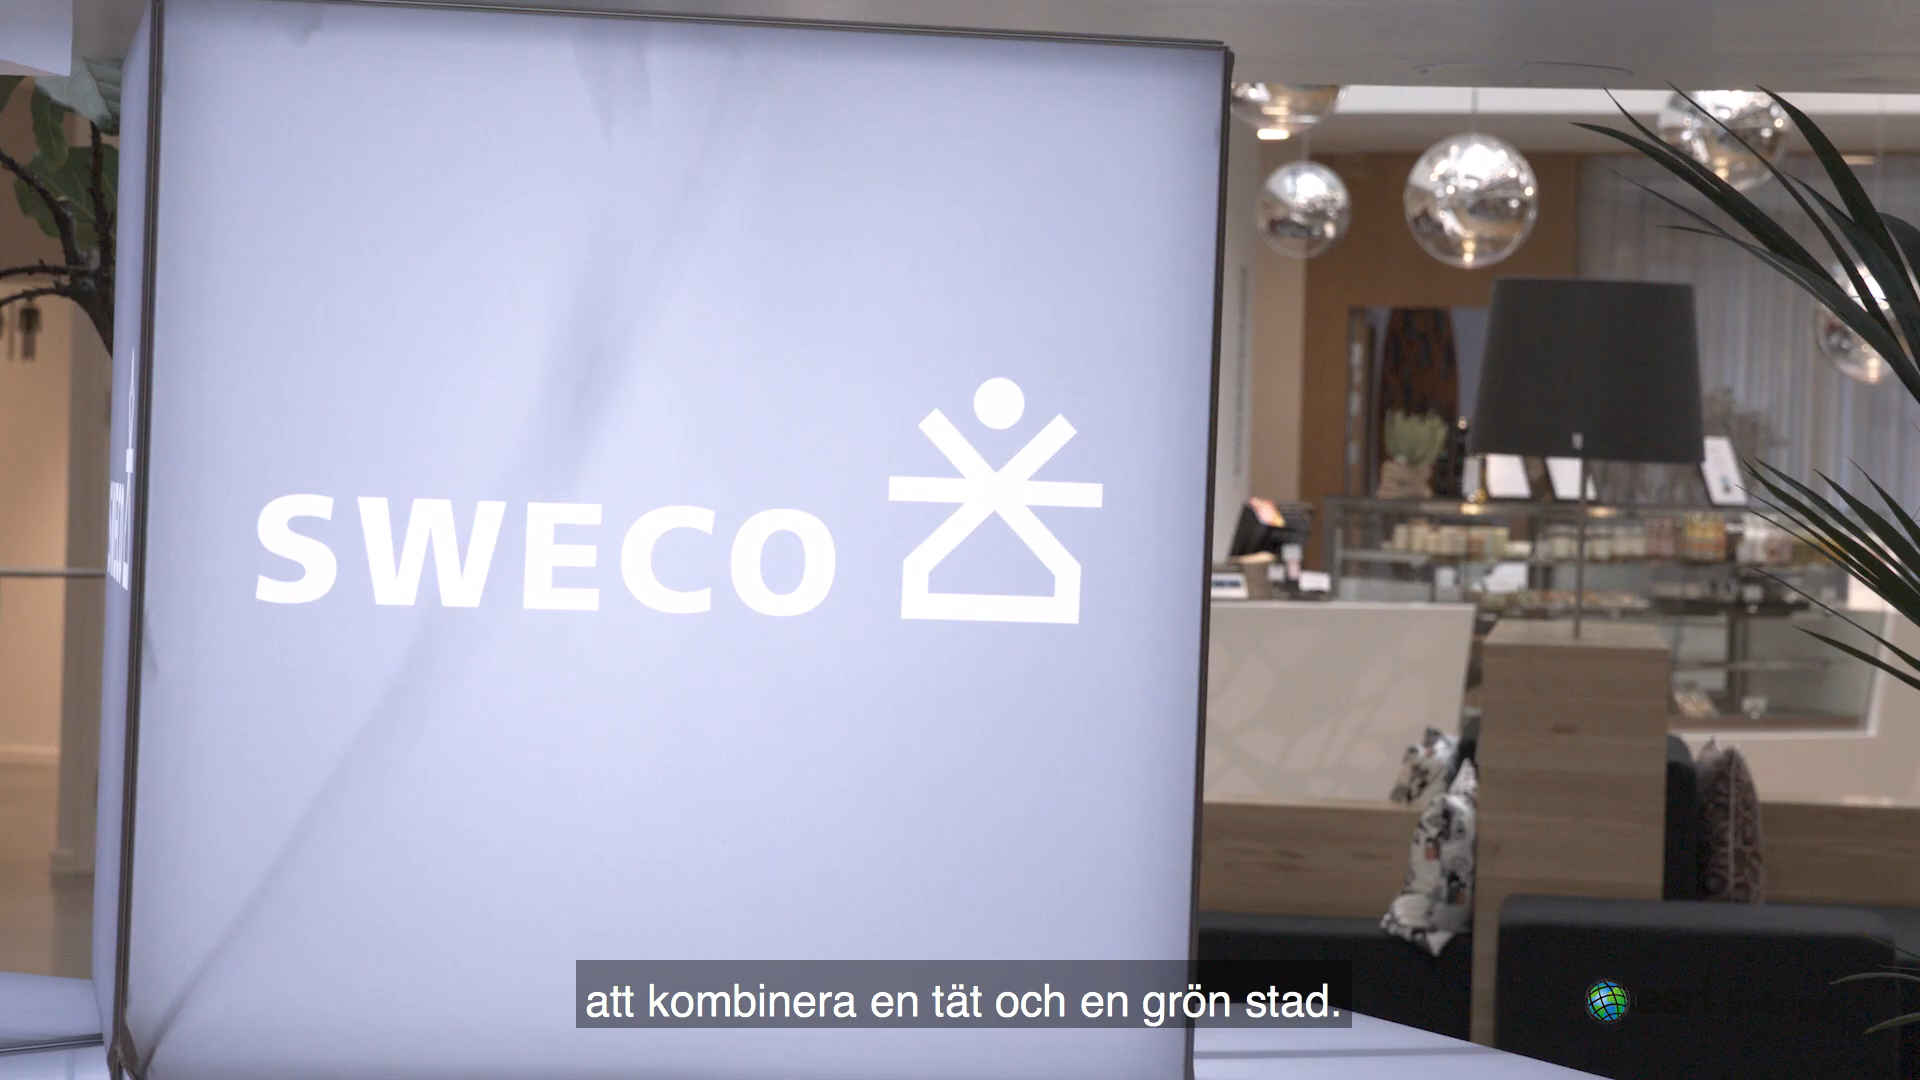 SWECO
att kombinera en tät och en grön stad.